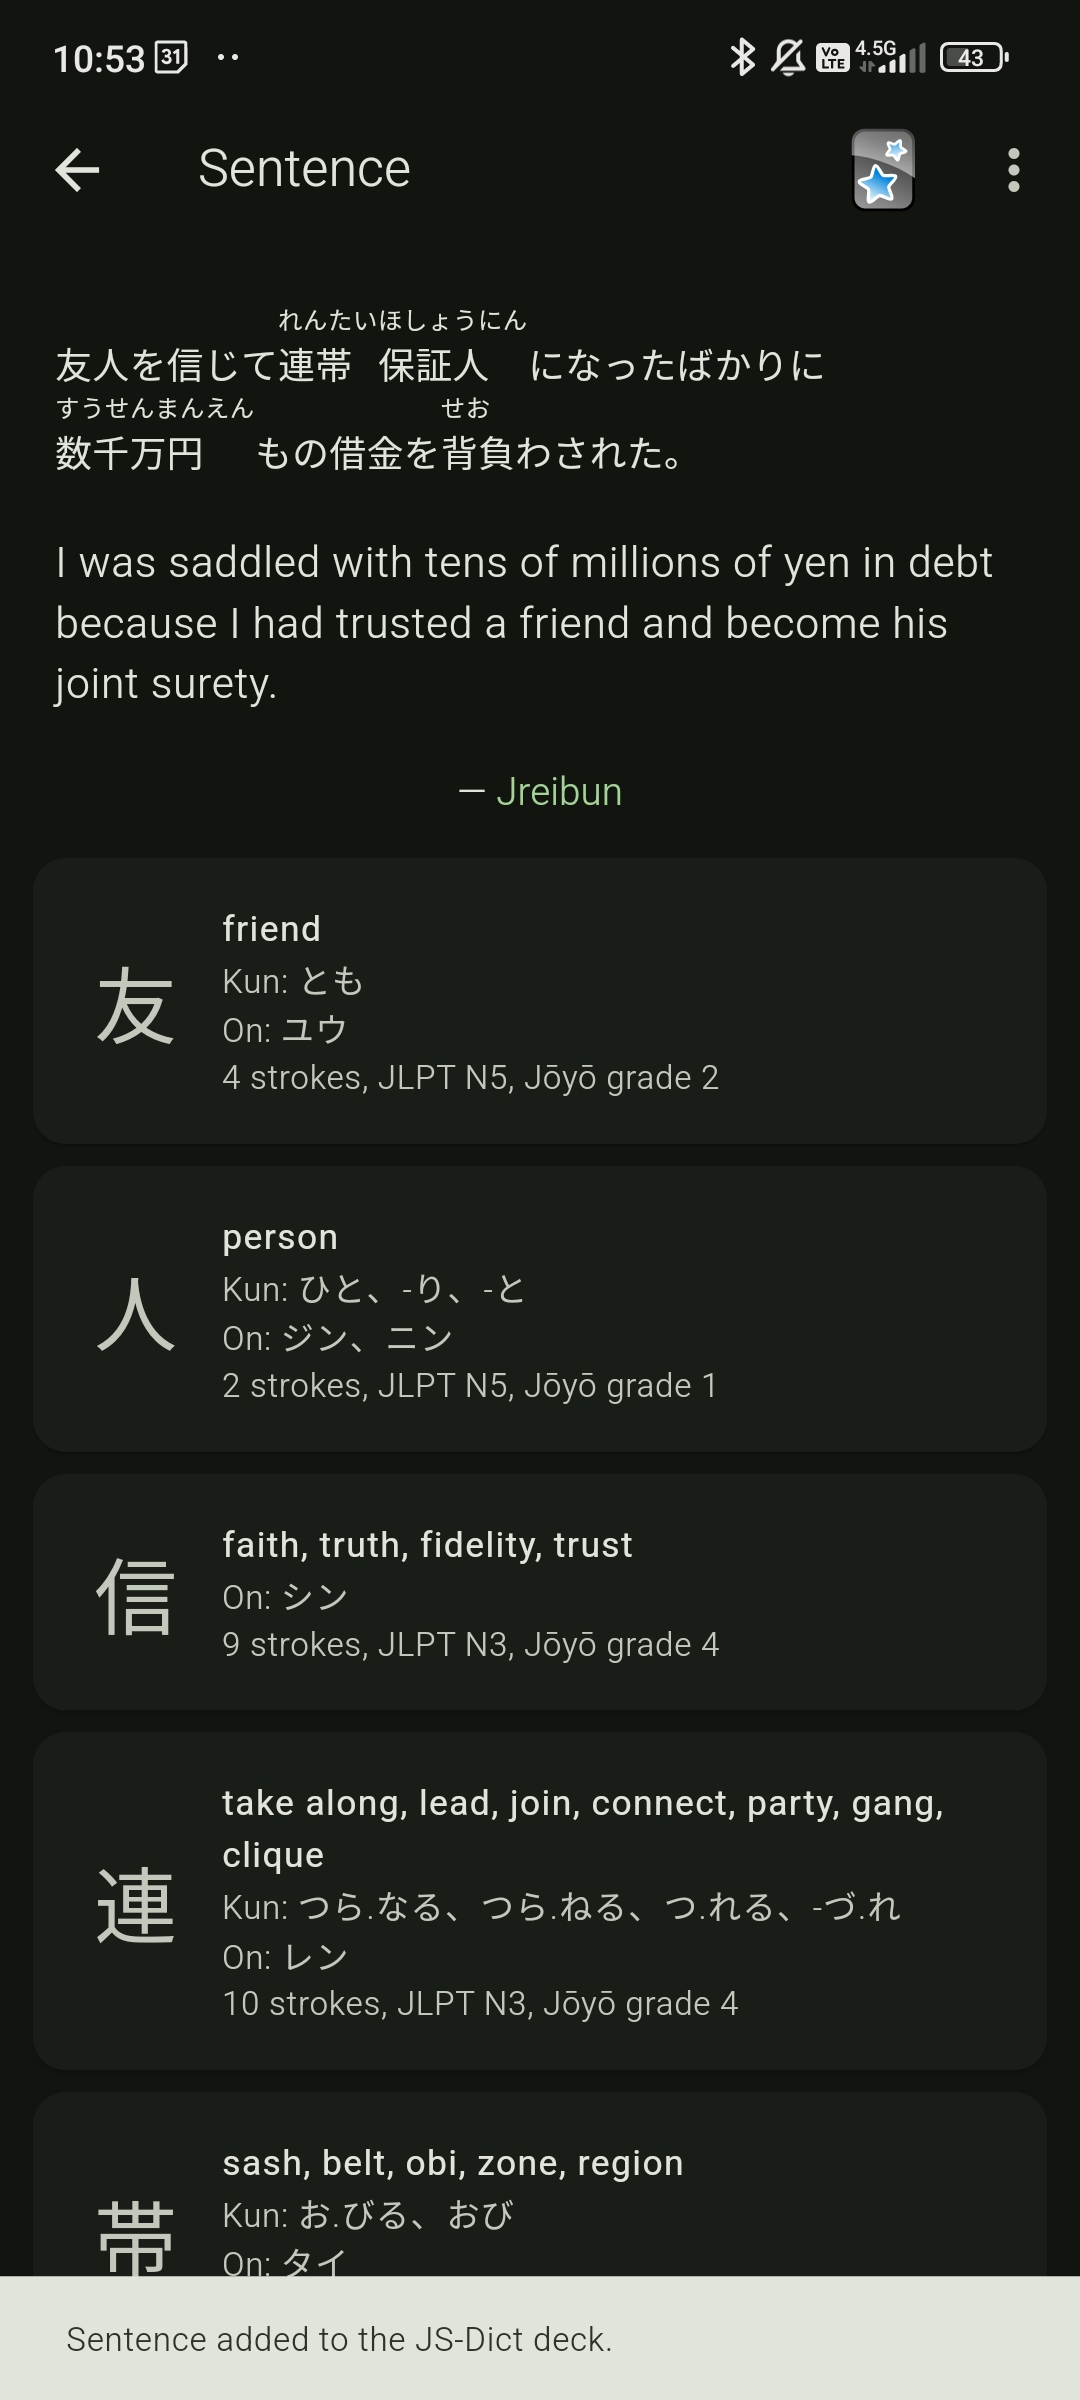 10:53 31 ··
Vo LTE 4.5G 43
Sentence
れんたいほしょうにん
友人を信じて連帯保証人になったばかりに
すうせんまんえん せお
数千万円もの借金を背負わされた。
I was saddled with tens of millions of yen in debt
because I had trusted a friend and become his
joint surety.
— Jreibun
friend
友
Kun: とも
On: ユウ
4 strokes, JLPT N5, Jōyō grade 2
person
人
Kun: ひと、-り、-と
On: ジン、ニン
2 strokes, JLPT N5, Jōyō grade 1
faith, truth, fidelity, trust
信
On: シン
9 strokes, JLPT N3, Jōyō grade 4
take along, lead, join, connect, party, gang,
clique
連
Kun: つら.なる、つら.ねる、つ.れる、-づ.れ
On: レン
10 strokes, JLPT N3, Jōyō grade 4
sash, belt, obi, zone, region
帯
Kun: お.びる、おび
On: タイ
Sentence added to the JS-Dict deck.